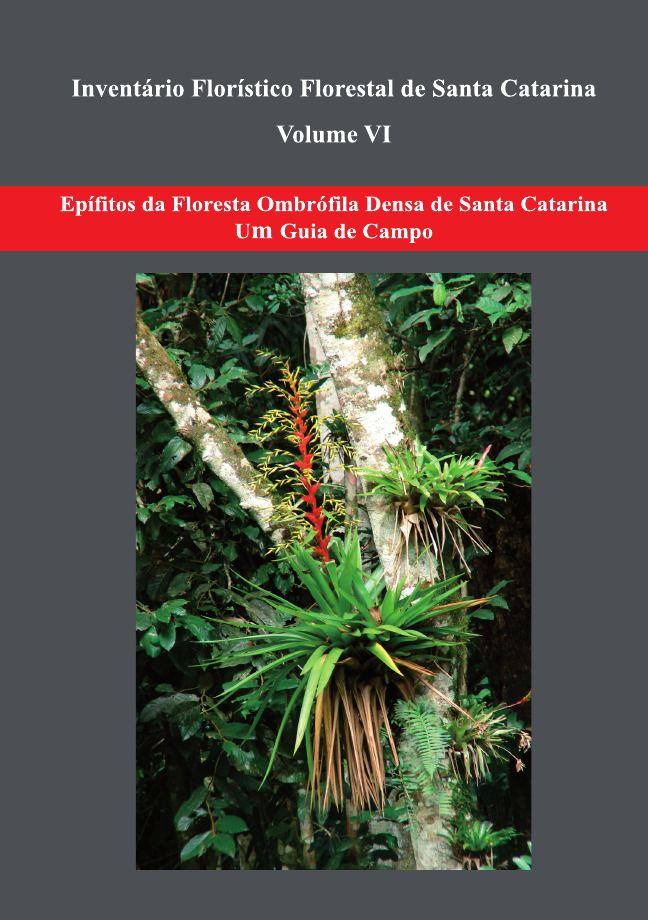 Inventário Florístico Florestal de Santa Catarina
Volume VI
Epífitos da Floresta Ombrófila Densa de Santa Catarina
Um Guia de Campo